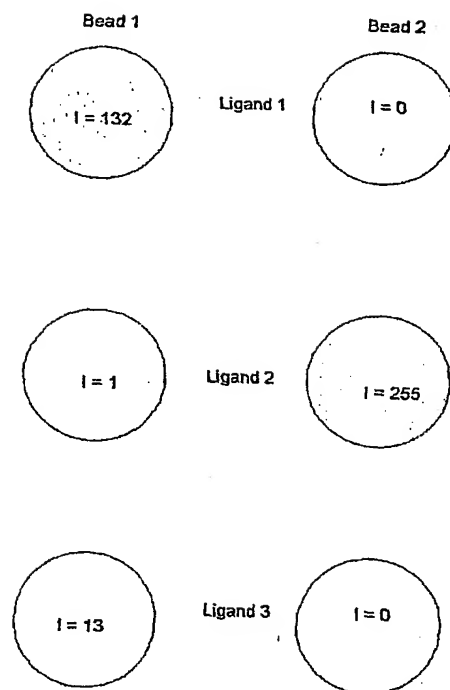 Bead 1 Bead 2
I = 132 Ligand 1 I = 0
I = 1 Ligand 2 I = 255
I = 13 Ligand 3 I = 0